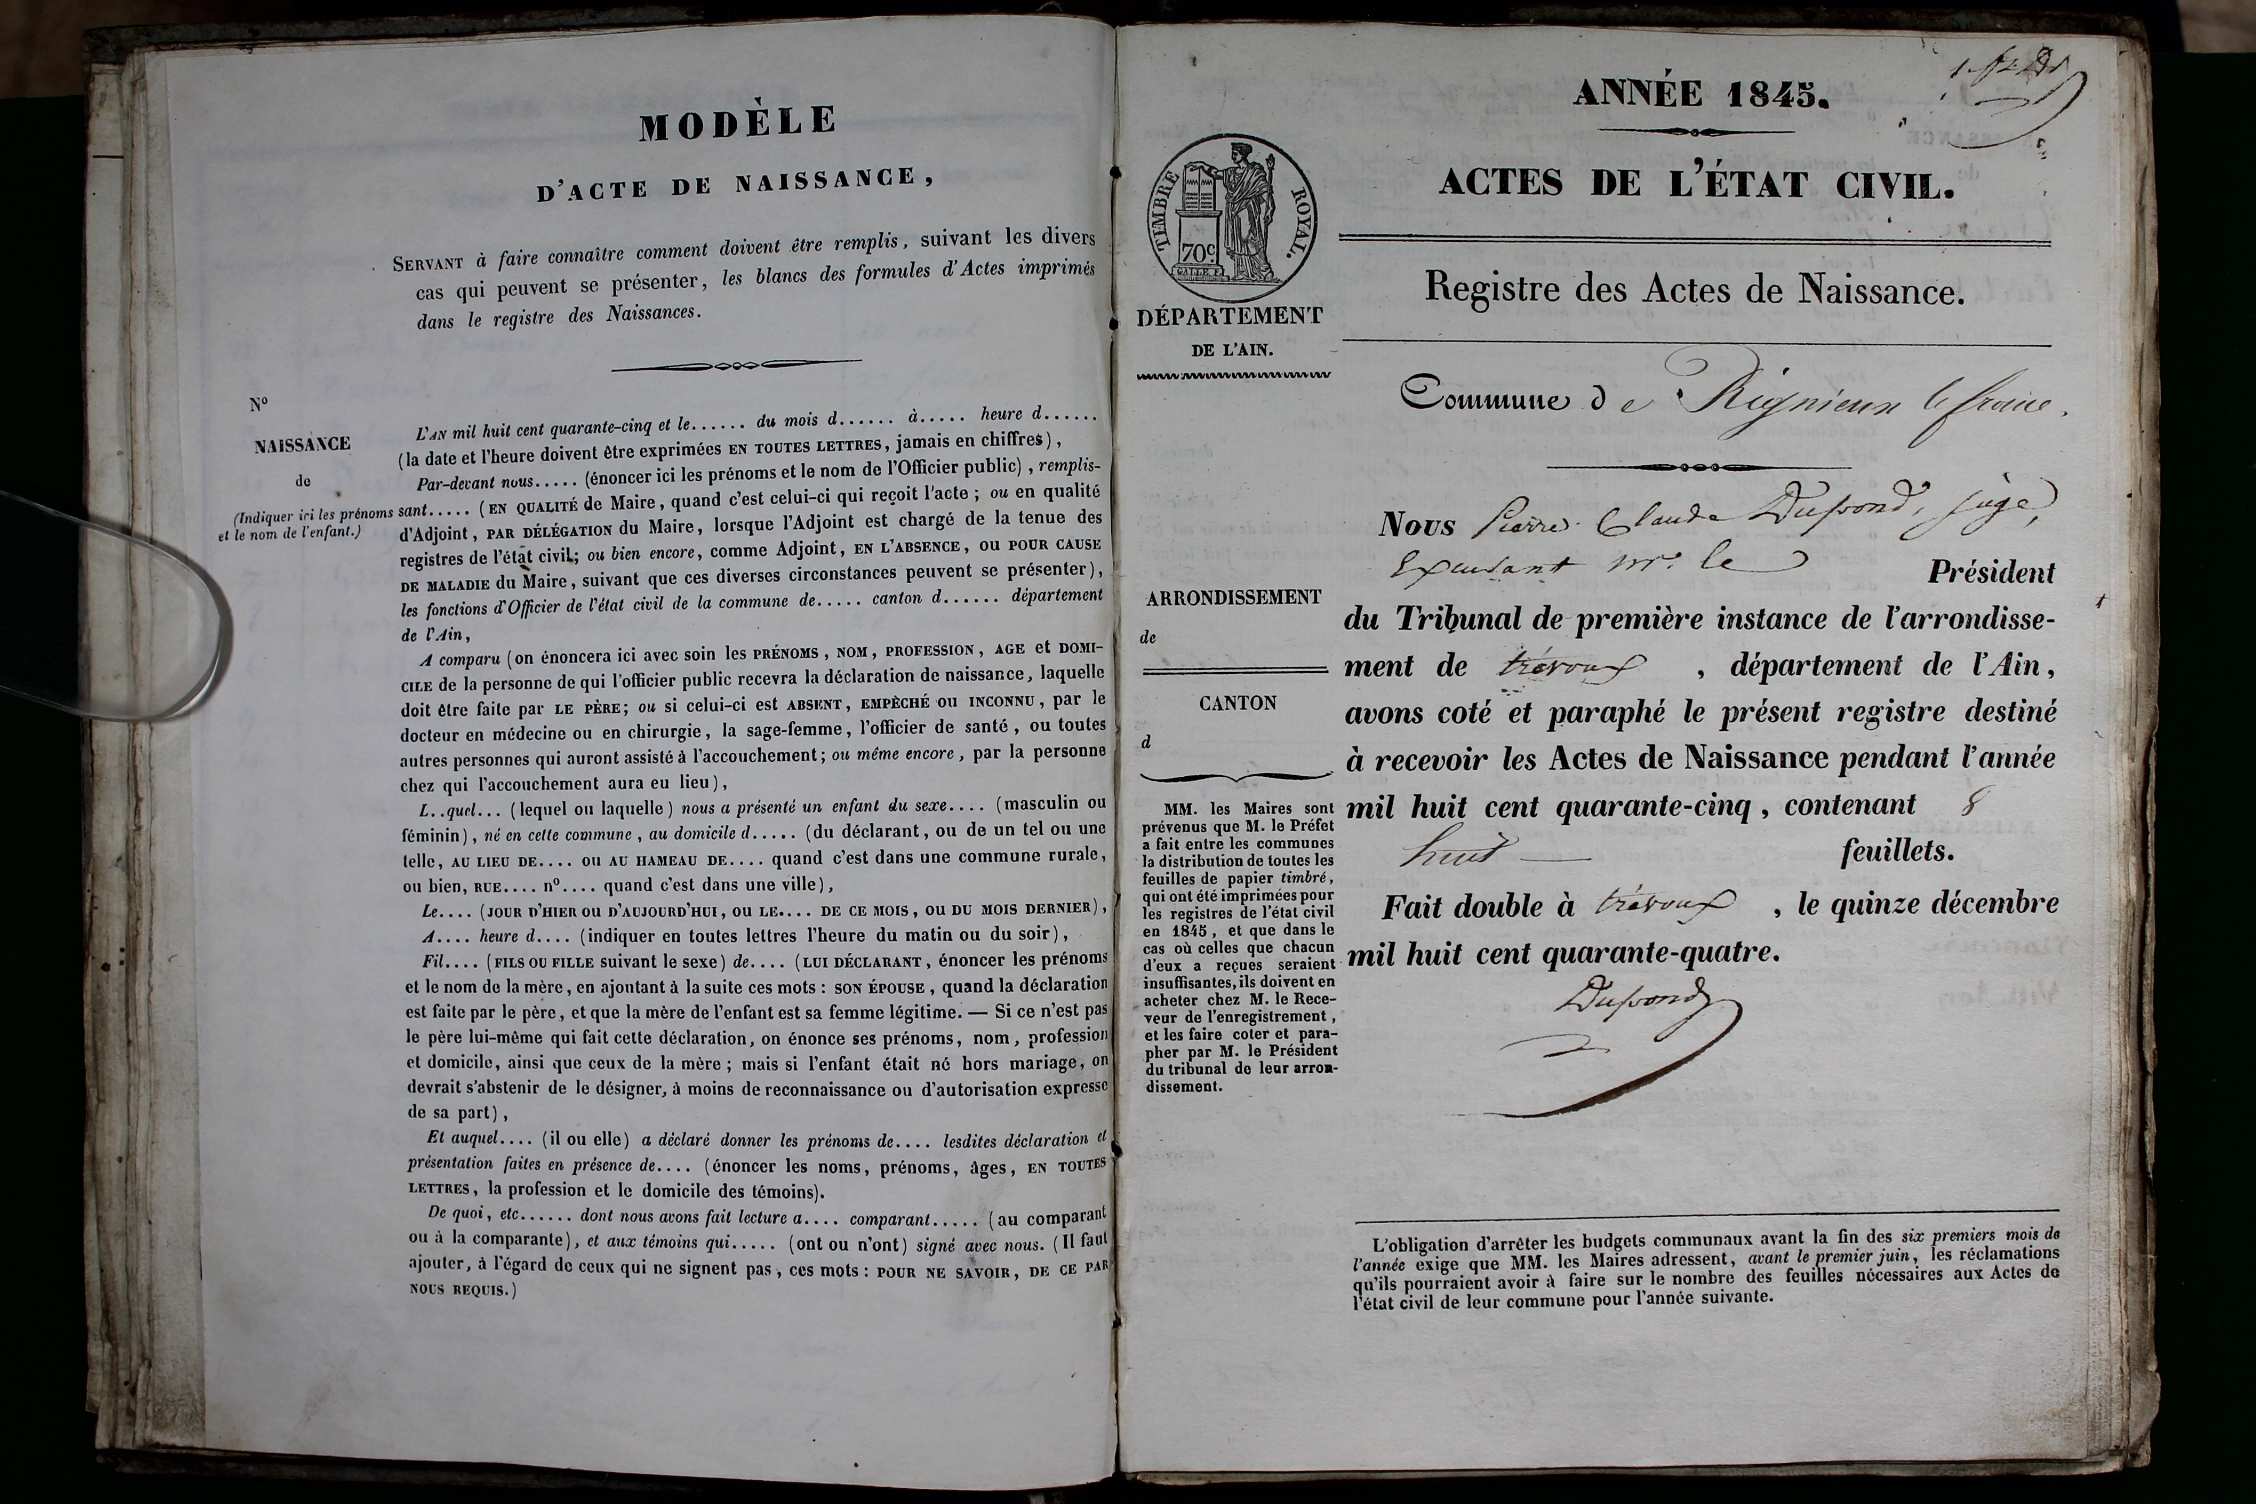 MODÈLE
D'ACTE DE NAISSANCE,
SERVANT à faire connaître comment doivent être remplis, suivant les divers
cas qui peuvent se présenter, les blancs des formules d'Actes imprimés
dans le registre des Naissances.
Nº
NAISSANCE
de
(Indiquer ici les prénoms
et le nom de l'enfant.)
L'AN mil huit cent quarante-cinq et le...... du mois d...... à..... heure d......
(la date et l'heure doivent être exprimées EN TOUTES LETTRES, jamais en chiffres),
Par-devant nous..... (énoncer ici les prénoms et le nom de l'Officier public), remplis-
sant..... (EN QUALITÉ de Maire, quand c'est celui-ci qui reçoit l'acte; ou en qualité
d'Adjoint, PAR DÉLÉGATION du Maire, lorsque l'Adjoint est chargé de la tenue des
registres de l'état civil; ou bien encore, comme Adjoint, EN L'ABSENCE, OU POUR CAUSE
DE MALADIE du Maire, suivant que ces diverses circonstances peuvent se présenter),
les fonctions d'Officier de l'état civil de la commune de..... canton d...... département
de l'Ain,
A comparu (on énoncera ici avec soin les PRÉNOMS, NOM, PROFESSION, AGE et DOMI-
CILE de la personne de qui l'officier public recevra la déclaration de naissance, laquelle
doit être faite par LE PÈRE; ou si celui-ci est ABSENT, EMPÊCHÉ ou INCONNU, par le
docteur en médecine ou en chirurgie, la sage-femme, l'officier de santé, ou toutes
autres personnes qui auront assisté à l'accouchement; ou même encore, par la personne
chez qui l'accouchement aura eu lieu),
L..quel... (lequel ou laquelle) nous a présenté un enfant du sexe.... (masculin ou
féminin), né en cette commune, au domicile d..... (du déclarant, ou de un tel ou une
telle, AU LIEU DE.... OU AU HAMEAU DE.... quand c'est dans une commune rurale,
ou bien, RUE.... nº.... quand c'est dans une ville),
Le.... (JOUR D'HIER OU D'AUJOURD'HUI, OU LE.... DE CE MOIS, OU DU MOIS DERNIER),
A.... heure d.... (indiquer en toutes lettres l'heure du matin ou du soir),
Fil.... (FILS OU FILLE suivant le sexe) de.... (LUI DÉCLARANT, énoncer les prénoms
et le nom de la mère, en ajoutant à la suite ces mots : SON ÉPOUSE, quand la déclaration
est faite par le père, et que la mère de l'enfant est sa femme légitime. — Si ce n'est pas
le père lui-même qui fait cette déclaration, on énonce ses prénoms, nom, profession
et domicile, ainsi que ceux de la mère; mais si l'enfant était né hors mariage, on
devrait s'abstenir de le désigner, à moins de reconnaissance ou d'autorisation expresse
de sa part),
Et auquel.... (il ou elle) a déclaré donner les prénoms de.... lesdites déclaration et
présentation faites en présence de.... (énoncer les noms, prénoms, âges, EN TOUTES
LETTRES, la profession et le domicile des témoins).
De quoi, etc...... dont nous avons fait lecture a.... comparant..... (au comparant
ou à la comparante), et aux témoins qui..... (ont ou n'ont) signé avec nous. (Il faut
ajouter, à l'égard de ceux qui ne signent pas, ces mots : POUR NE SAVOIR, DE CE PAR
NOUS REQUIS.)
ANNÉE 1845.
ACTES DE L'ÉTAT CIVIL.
Registre des Actes de Naissance.
TIMBRE ROYAL.
70c
DÉPARTEMENT
DE L'AIN.
ARRONDISSEMENT
de
CANTON
d
MM. les Maires sont
prévenus que M. le Préfet
a fait entre les communes
la distribution de toutes les
feuilles de papier timbré,
qui ont été imprimées pour
les registres de l'état civil
en 1845, et que dans le
cas où celles que chacun
d'eux a reçues seraient
insuffisantes, ils doivent en
acheter chez M. le Rece-
veur de l'enregistrement,
et les faire coter et para-
pher par M. le Président
du tribunal de leur arron-
dissement.
Commune de Rignieux le franc.
Nous Pierre Claude Dupond, juge,
Expédiant mr. le Président
du Tribunal de première instance de l'arrondisse-
ment de trévoux, département de l'Ain,
avons coté et paraphé le présent registre destiné
à recevoir les Actes de Naissance pendant l'année
mil huit cent quarante-cinq, contenant 8
huit feuillets.
Fait double à trévoux, le quinze décembre
mil huit cent quarante-quatre.
Dupond
L'obligation d'arrêter les budgets communaux avant la fin des six premiers mois de
l'année exige que MM. les Maires adressent, avant le premier juin, les réclamations
qu'ils pourraient avoir à faire sur le nombre des feuilles nécessaires aux Actes de
l'état civil de leur commune pour l'année suivante.